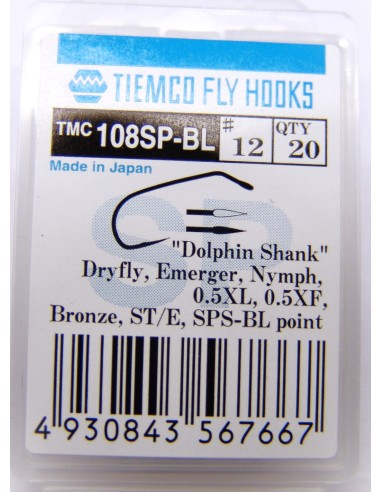 TIEMCO FLY HOOKS
TMC 108SP-BL # 12 QTY 20
Made in Japan
SP
"Dolphin Shank"
Dryfly, Emerger, Nymph,
0.5XL, 0.5XF,
Bronze, ST/E, SPS-BL point
4 930843 567667